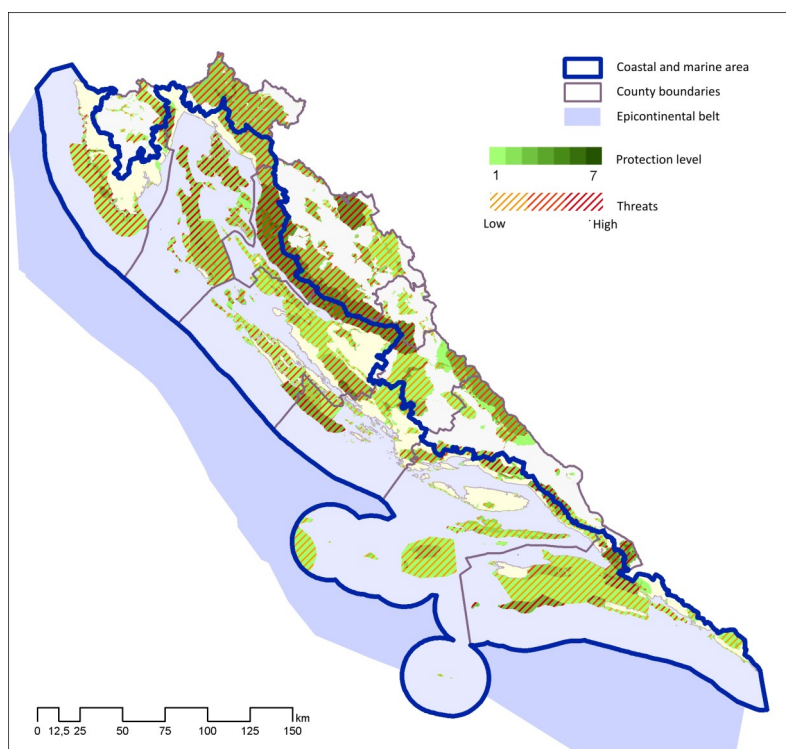 Coastal and marine area
County boundaries
Epicontinental belt
Protection level
1 7
Threats
Low High
km
0 12,5 25 50 75 100 125 150